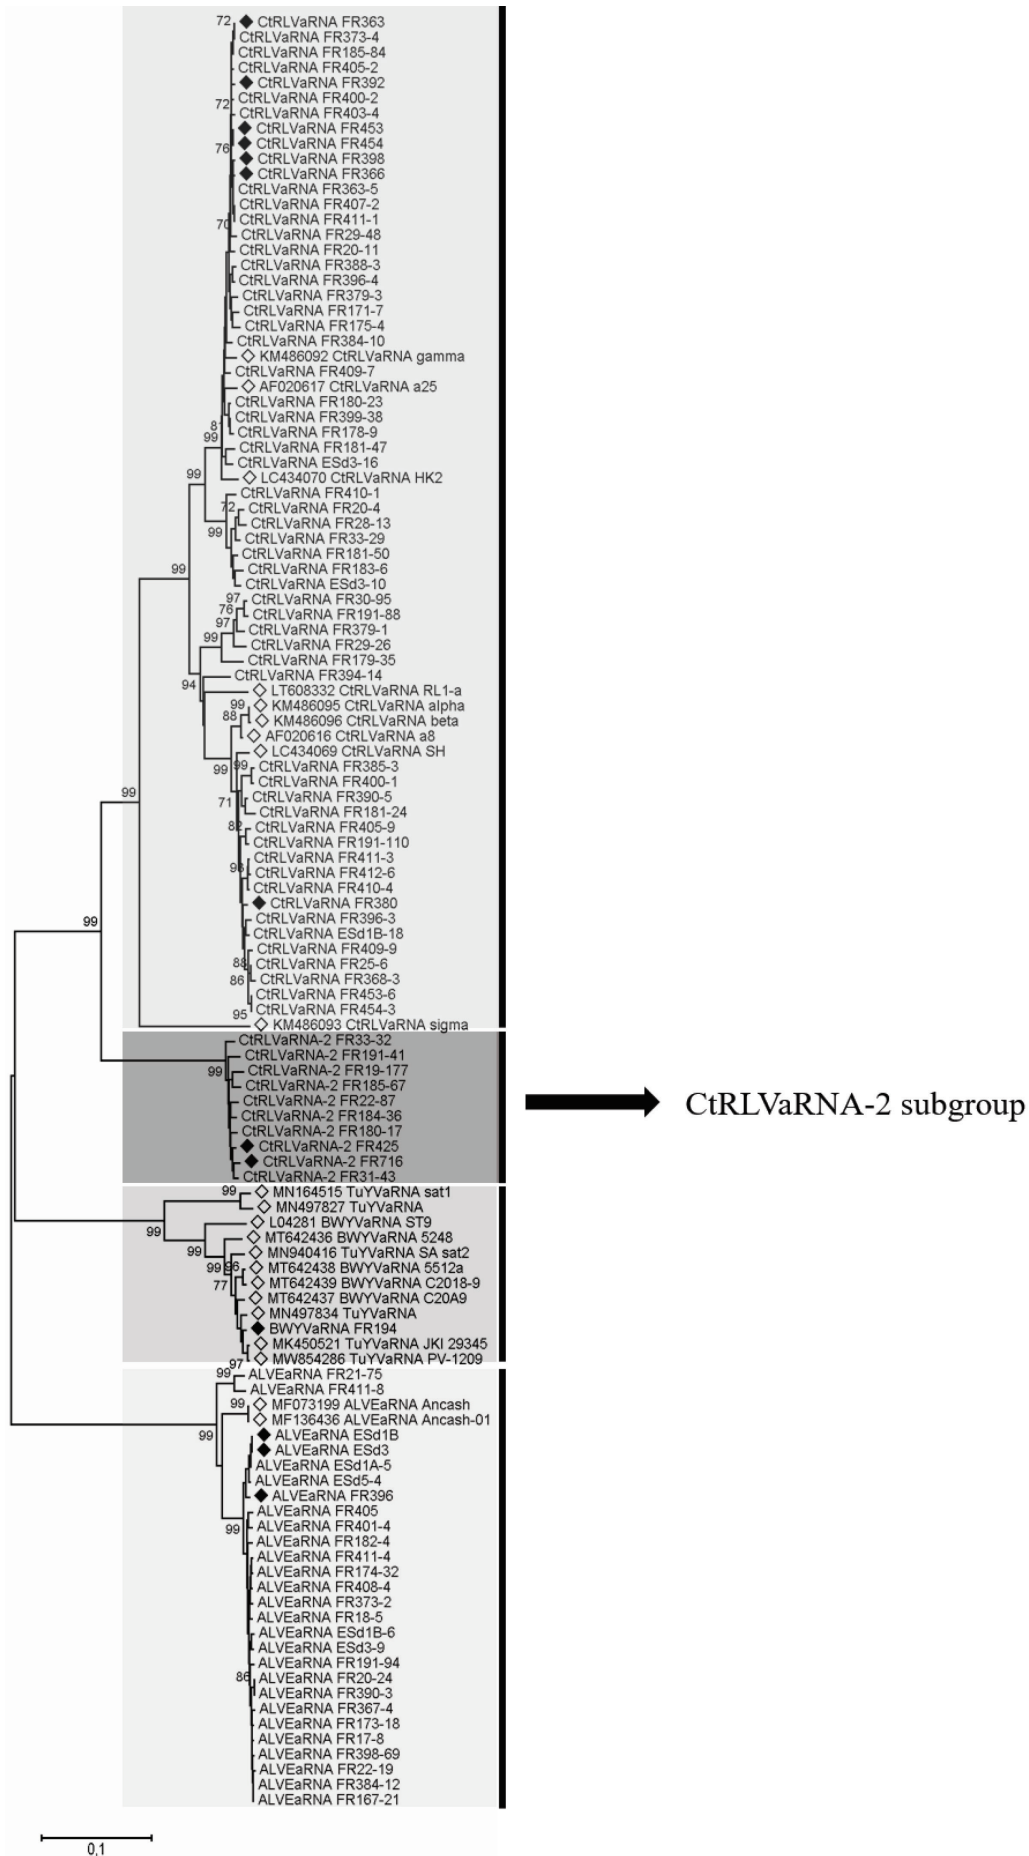 72
CtRLVaRNA FR363
CtRLVaRNA FR373-4
CtRLVaRNA FR185-84
CtRLVaRNA FR405-2
CtRLVaRNA FR392
CtRLVaRNA FR400-2
72
CtRLVaRNA FR403-4
CtRLVaRNA FR453
CtRLVaRNA FR454
76
CtRLVaRNA FR398
CtRLVaRNA FR366
CtRLVaRNA FR363-5
CtRLVaRNA FR407-2
CtRLVaRNA FR411-1
70
CtRLVaRNA FR29-48
CtRLVaRNA FR20-11
CtRLVaRNA FR388-3
CtRLVaRNA FR396-4
CtRLVaRNA FR379-3
CtRLVaRNA FR171-7
CtRLVaRNA FR175-4
CtRLVaRNA FR384-10
KM486092 CtRLVaRNA gamma
CtRLVaRNA FR409-7
AF020617 CtRLVaRNA a25
CtRLVaRNA FR180-23
CtRLVaRNA FR399-38
CtRLVaRNA FR178-9
99
CtRLVaRNA FR181-47
CtRLVaRNA ESd3-16
99
LC434070 CtRLVaRNA HK2
CtRLVaRNA FR410-1
72
CtRLVaRNA FR20-4
CtRLVaRNA FR28-13
99
CtRLVaRNA FR33-29
CtRLVaRNA FR181-50
99
CtRLVaRNA FR183-6
CtRLVaRNA ESd3-10
97
CtRLVaRNA FR30-95
76
CtRLVaRNA FR191-88
97
CtRLVaRNA FR379-1
99
CtRLVaRNA FR29-26
CtRLVaRNA FR179-35
CtRLVaRNA FR394-14
94
LT608332 CtRLVaRNA RL1-a
99
KM486095 CtRLVaRNA alpha
88
KM486096 CtRLVaRNA beta
AF020616 CtRLVaRNA a8
LC434069 CtRLVaRNA SH
99
99
CtRLVaRNA FR385-3
CtRLVaRNA FR400-1
99
CtRLVaRNA FR390-5
71
CtRLVaRNA FR181-24
82
CtRLVaRNA FR405-9
CtRLVaRNA FR191-110
CtRLVaRNA FR411-3
CtRLVaRNA FR412-6
CtRLVaRNA FR410-4
CtRLVaRNA FR380
99
CtRLVaRNA FR396-3
CtRLVaRNA ESd1B-18
CtRLVaRNA FR409-9
88
CtRLVaRNA FR25-6
86
CtRLVaRNA FR368-3
CtRLVaRNA FR453-6
95
CtRLVaRNA FR454-3
KM486093 CtRLVaRNA sigma
CtRLVaRNA-2 FR33-32
CtRLVaRNA-2 FR191-41
99
CtRLVaRNA-2 FR19-177
CtRLVaRNA-2 FR185-67
CtRLVaRNA-2 FR22-87
CtRLVaRNA-2 subgroup
CtRLVaRNA-2 FR184-36
CtRLVaRNA-2 FR180-17
CtRLVaRNA-2 FR425
CtRLVaRNA-2 FR716
CtRLVaRNA-2 FR31-43
99
MN164515 TuYVaRNA sat1
MN497827 TuYVaRNA
99
L04281 BWYVaRNA ST9
MT642436 BWYVaRNA 5248
99
MN940416 TuYVaRNA SA sat2
99
96
MT642438 BWYVaRNA 5512a
77
MT642439 BWYVaRNA C2018-9
MT642437 BWYVaRNA C20A9
MN497834 TuYVaRNA
BWYVaRNA FR194
MK450521 TuYVaRNA JKI 29345
97
MW854286 TuYVaRNA PV-1209
99
ALVEaRNA FR21-75
ALVEaRNA FR411-8
99
MF073199 ALVEaRNA Ancash
MF136436 ALVEaRNA Ancash-01
99
ALVEaRNA ESd1B
ALVEaRNA ESd3
ALVEaRNA ESd1A-5
ALVEaRNA ESd5-4
ALVEaRNA FR396
ALVEaRNA FR405
99
ALVEaRNA FR401-4
ALVEaRNA FR182-4
ALVEaRNA FR411-4
ALVEaRNA FR174-32
ALVEaRNA FR408-4
ALVEaRNA FR373-2
ALVEaRNA FR18-5
ALVEaRNA ESd1B-6
ALVEaRNA ESd3-9
ALVEaRNA FR191-94
86
ALVEaRNA FR20-24
ALVEaRNA FR390-3
ALVEaRNA FR367-4
ALVEaRNA FR173-18
ALVEaRNA FR17-8
ALVEaRNA FR398-69
ALVEaRNA FR22-19
ALVEaRNA FR384-12
ALVEaRNA FR167-21
0,1